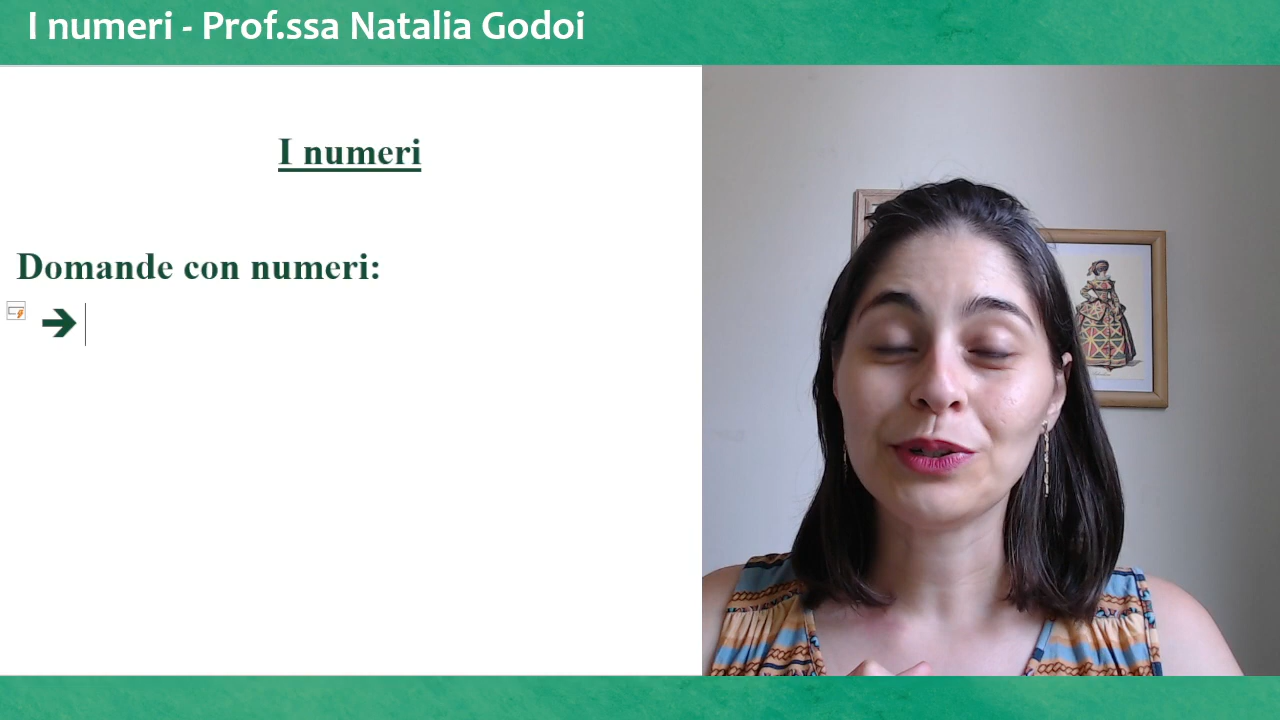 I numeri - Prof.ssa Natalia Godoi
I numeri
Domande con numeri:
➔